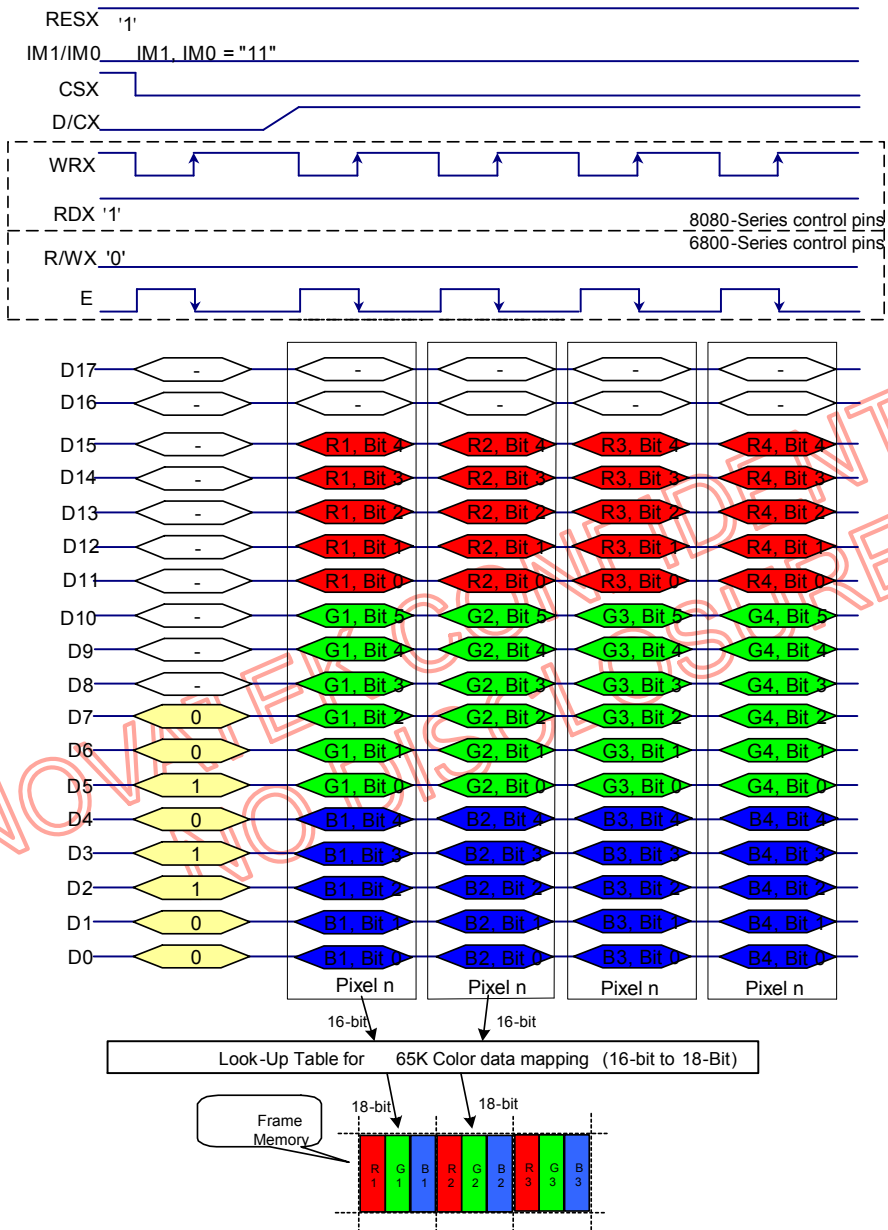 RESX '1'
IM1/IM0 IM1, IM0 = "11"
CSX
D/CX
WRX
RDX '1'
8080-Series control pins
6800-Series control pins
R/WX '0'
E
D17 - - - - -
D16 - - - - -
D15 - R1, Bit 4 R2, Bit 4 R3, Bit 4 R4, Bit 4
D14 - R1, Bit 3 R2, Bit 3 R3, Bit 3 R4, Bit 3
D13 - R1, Bit 2 R2, Bit 2 R3, Bit 2 R4, Bit 2
D12 - R1, Bit 1 R2, Bit 1 R3, Bit 1 R4, Bit 1
D11 - R1, Bit 0 R2, Bit 0 R3, Bit 0 R4, Bit 0
D10 - G1, Bit 5 G2, Bit 5 G3, Bit 5 G4, Bit 5
D9 - G1, Bit 4 G2, Bit 4 G3, Bit 4 G4, Bit 4
D8 - G1, Bit 3 G2, Bit 3 G3, Bit 3 G4, Bit 3
D7 0 G1, Bit 2 G2, Bit 2 G3, Bit 2 G4, Bit 2
D6 0 G1, Bit 1 G2, Bit 1 G3, Bit 1 G4, Bit 1
D5 1 G1, Bit 0 G2, Bit 0 G3, Bit 0 G4, Bit 0
D4 0 B1, Bit 4 B2, Bit 4 B3, Bit 4 B4, Bit 4
D3 1 B1, Bit 3 B2, Bit 3 B3, Bit 3 B4, Bit 3
D2 1 B1, Bit 2 B2, Bit 2 B3, Bit 2 B4, Bit 2
D1 0 B1, Bit 1 B2, Bit 1 B3, Bit 1 B4, Bit 1
D0 0 B1, Bit 0 B2, Bit 0 B3, Bit 0 B4, Bit 0
Pixel n Pixel n Pixel n Pixel n
16-bit 16-bit
Look-Up Table for 65K Color data mapping (16-bit to 18-Bit)
18-bit 18-bit
Frame
Memory
R1 G1 B1 R2 G2 B2 R3 G3 B3
NOVATEK CONFIDENT
NO DISCLOSURE